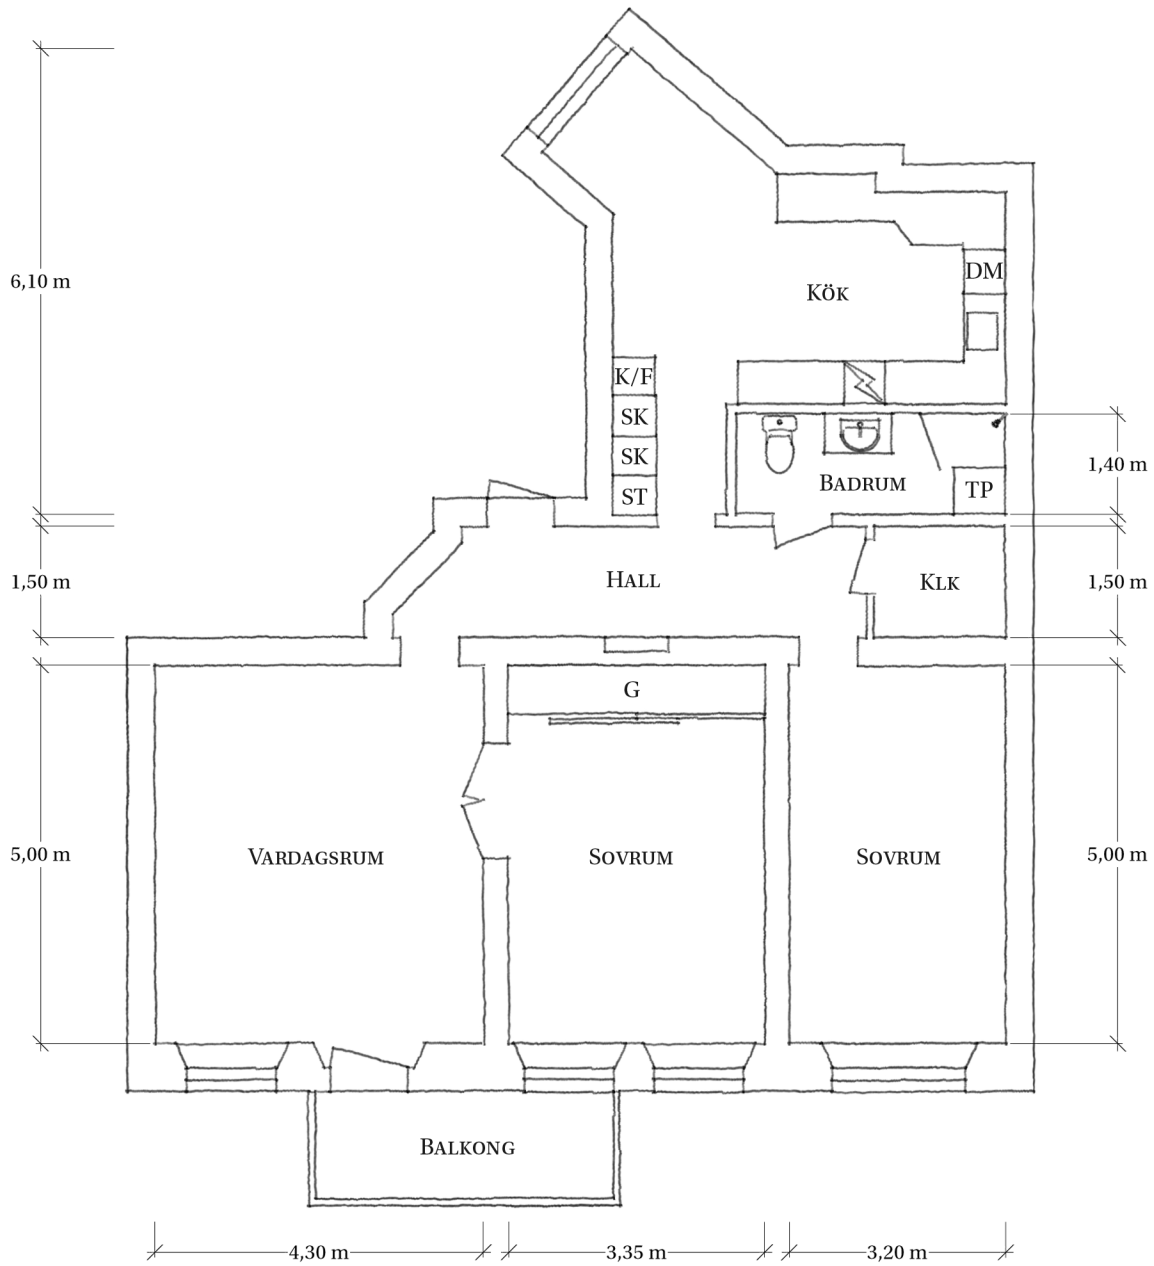 6,10 m
DM
Kök
K/F
SK
SK
ST
1,40 m
Badrum
TP
1,50 m
Hall
Klk
1,50 m
G
5,00 m
Vardagsrum
Sovrum
Sovrum
5,00 m
Balkong
4,30 m
3,35 m
3,20 m